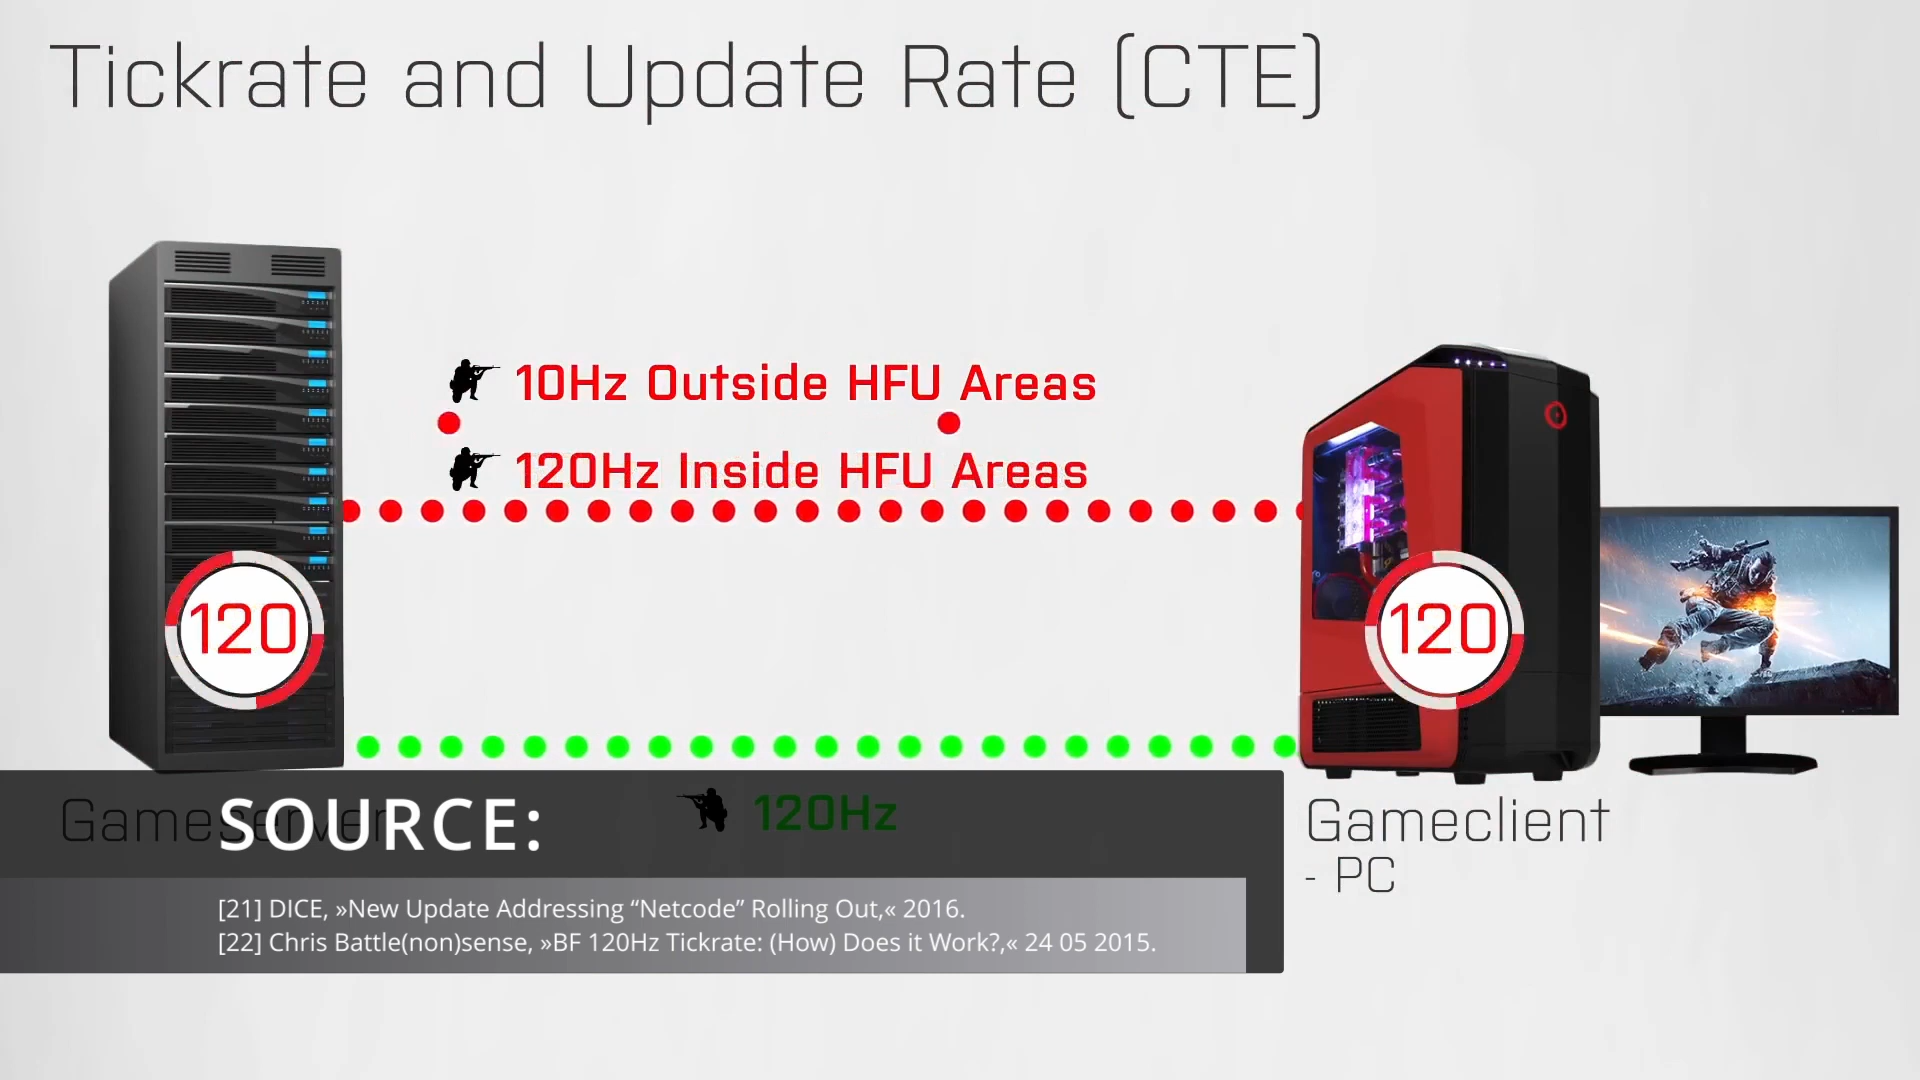 Tickrate and Update Rate (CTE)
10Hz Outside HFU Areas
120Hz Inside HFU Areas
120
120
Gameserver
120Hz
Gameclient
- PC
SOURCE:
[21] DICE, »New Update Addressing “Netcode” Rolling Out,« 2016.
[22] Chris Battle(non)sense, »BF 120Hz Tickrate: (How) Does it Work?,« 24 05 2015.